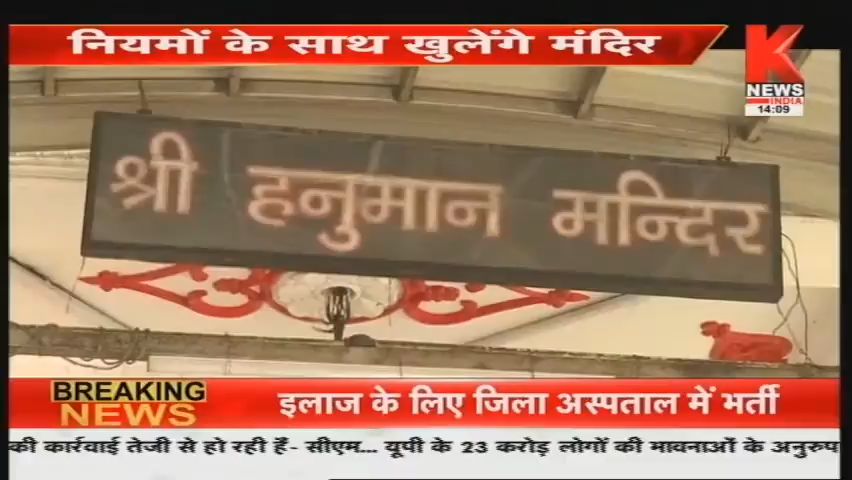 नियमों के साथ खुलेंगे मंदिर
K
NEWS
INDIA
14:09
श्री हनुमान मन्दिर
BREAKING
NEWS
इलाज के लिए जिला अस्पताल में भर्ती
की कार्रवाई तेजी से हो रही हैं- सीएम... यूपी के 23 करोड़ लोगों की भावनाओं के अनुरुप